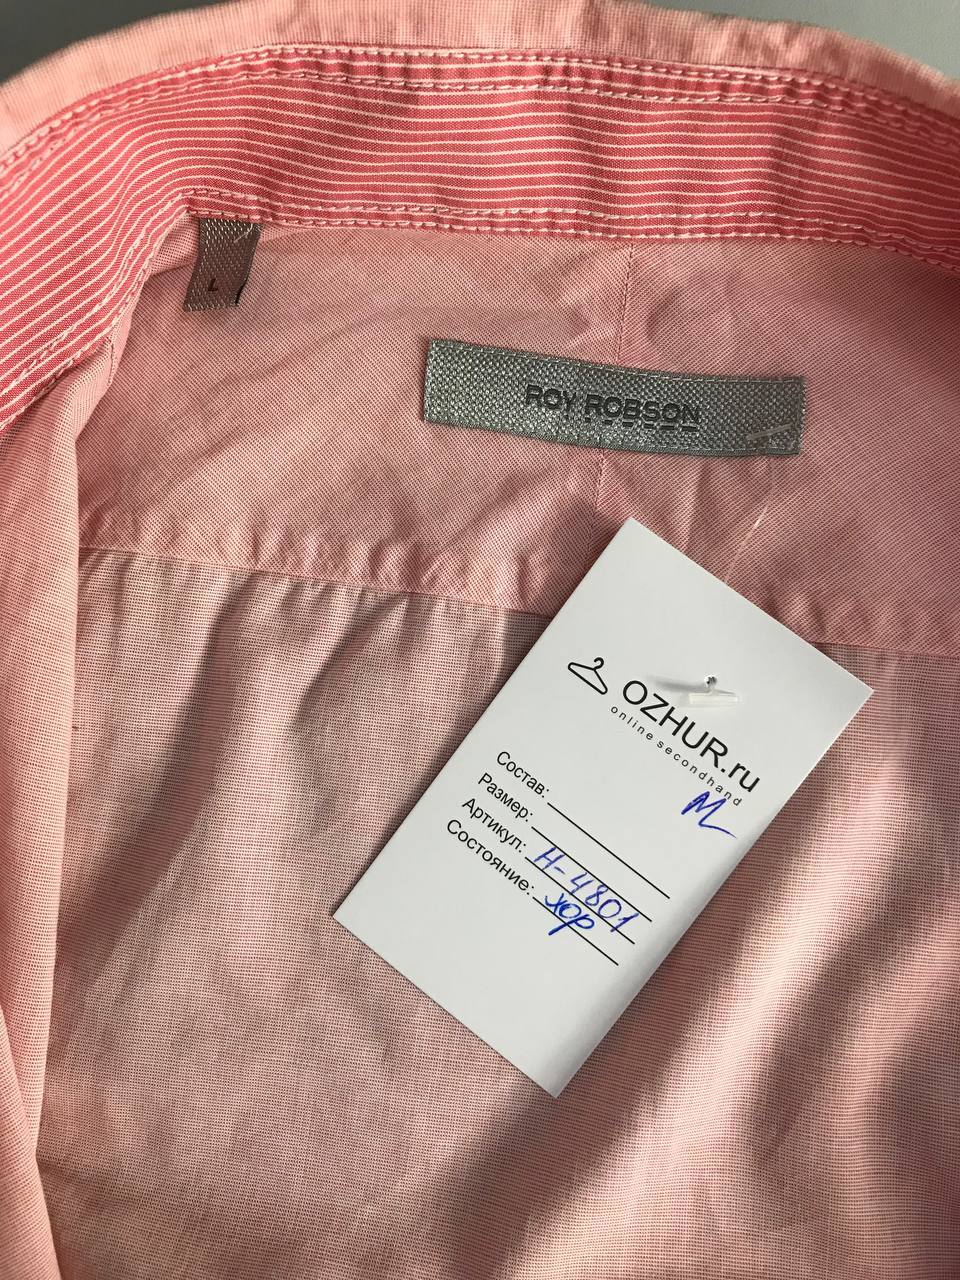 L
ROY ROBSON
OZHUR.ru
online secondhand
м
Состав:
Размер:
Артикул: Н-4801
Состояние: хор